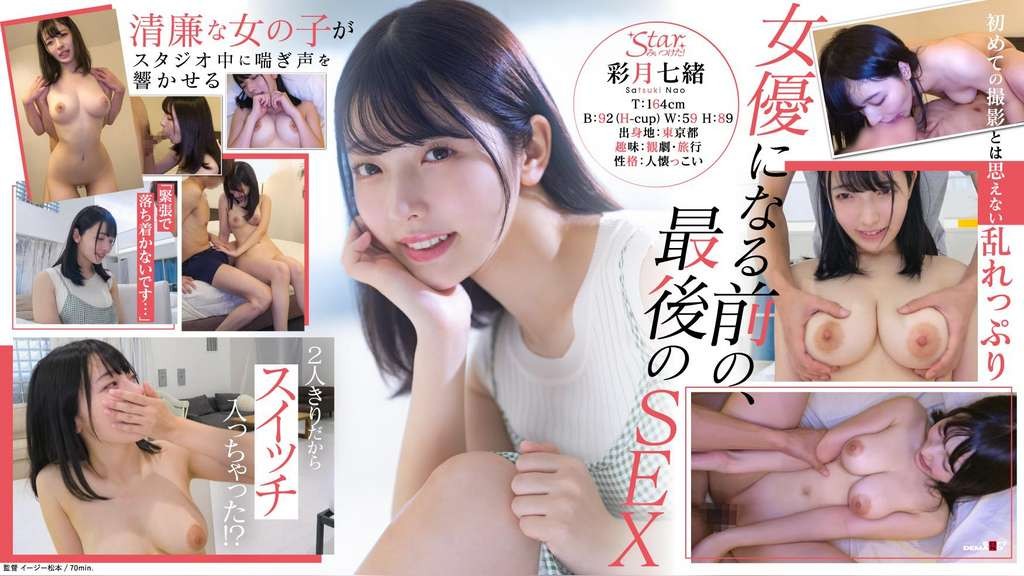 清廉な女の子が
スタジオ中に喘ぎ声を
響かせる
「緊張で
落ち着かないです…」
2人きりだから
スイッチ
入っちゃった!?
監督 イージー松本 / 70min.
Star
みぃつけた!
彩月七緒
Satsuki Nao
T:164cm
B:92(H-cup) W:59 H:89
出身地:東京都
趣味:観劇・旅行
性格:人懐っこい
女優になる前の、
最後のSEX
初めての撮影とは思えない乱れっぷり